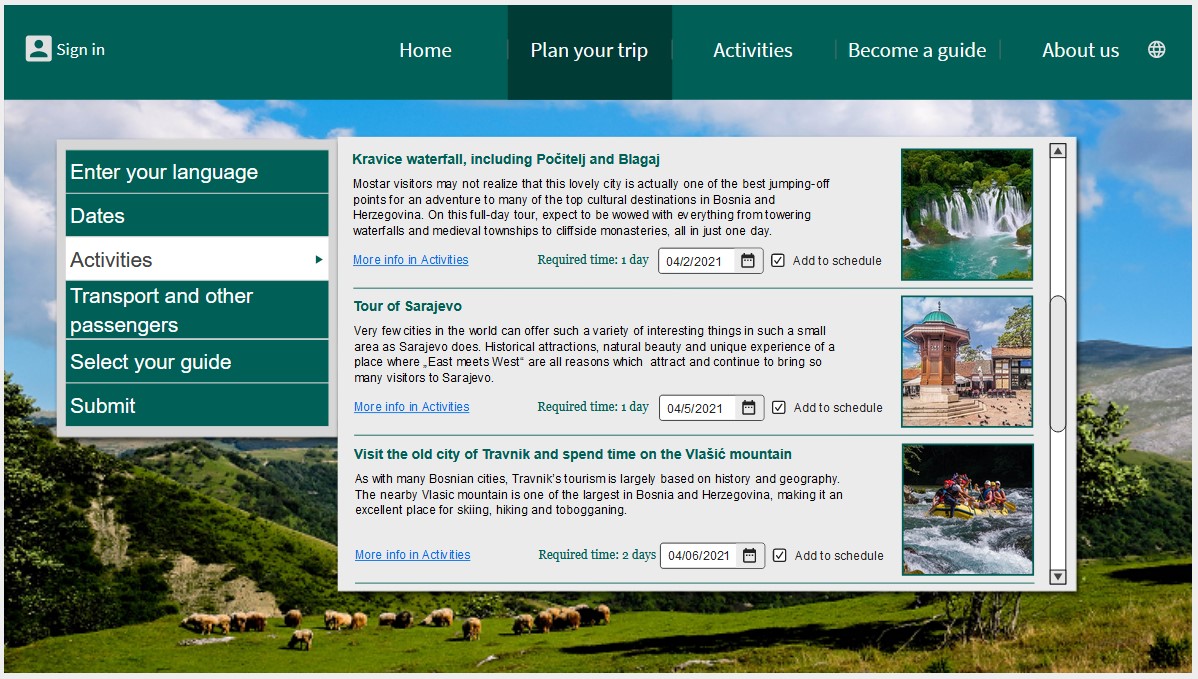 Sign in
Home
Plan your trip
Activities
Become a guide
About us
Enter your language
Dates
Activities
Transport and other
passengers
Select your guide
Submit
Kravice waterfall, including Počitelj and Blagaj
Mostar visitors may not realize that this lovely city is actually one of the best jumping-off
points for an adventure to many of the top cultural destinations in Bosnia and
Herzegovina. On this full-day tour, expect to be wowed with everything from towering
waterfalls and medieval townships to cliffside monasteries, all in just one day.
More info in Activities
Required time: 1 day
04/2/2021
Add to schedule
Tour of Sarajevo
Very few cities in the world can offer such a variety of interesting things in such a small
area as Sarajevo does. Historical attractions, natural beauty and unique experience of a
place where „East meets West“ are all reasons which  attract and continue to bring so
many visitors to Sarajevo.
More info in Activities
Required time: 1 day
04/5/2021
Add to schedule
Visit the old city of Travnik and spend time on the Vlašić mountain
As with many Bosnian cities, Travnik's tourism is largely based on history and geography.
The nearby Vlasic mountain is one of the largest in Bosnia and Herzegovina, making it an
excellent place for skiing, hiking and tobogganing.
More info in Activities
Required time: 2 days
04/06/2021
Add to schedule